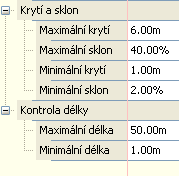 Krytí a sklon
Maximální krytí 6.00m
Maximální sklon 40.00%
Minimální krytí 1.00m
Minimální sklon 2.00%
Kontrola délky
Maximální délka 50.00m
Minimální délka 1.00m